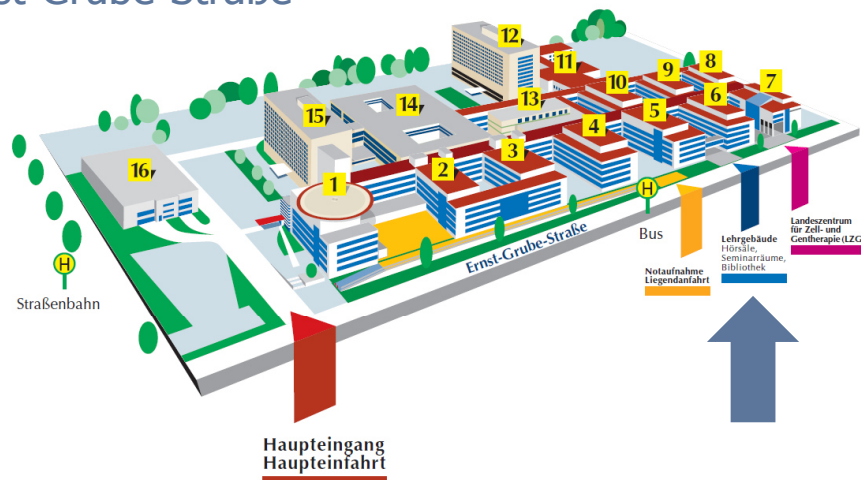 st-Grube-Straße
12
11
8
9
7
10
6
15
14
13
5
4
16
3
2
1
H
Bus
H
Straßenbahn
Ernst-Grube-Straße
Notaufnahme
Liegendanfahrt
Lehrgebäude
Hörsäle,
Seminarräume,
Bibliothek
Landeszentrum
für Zell- und
Gentherapie (LZG
Haupteingang
Haupteinfahrt